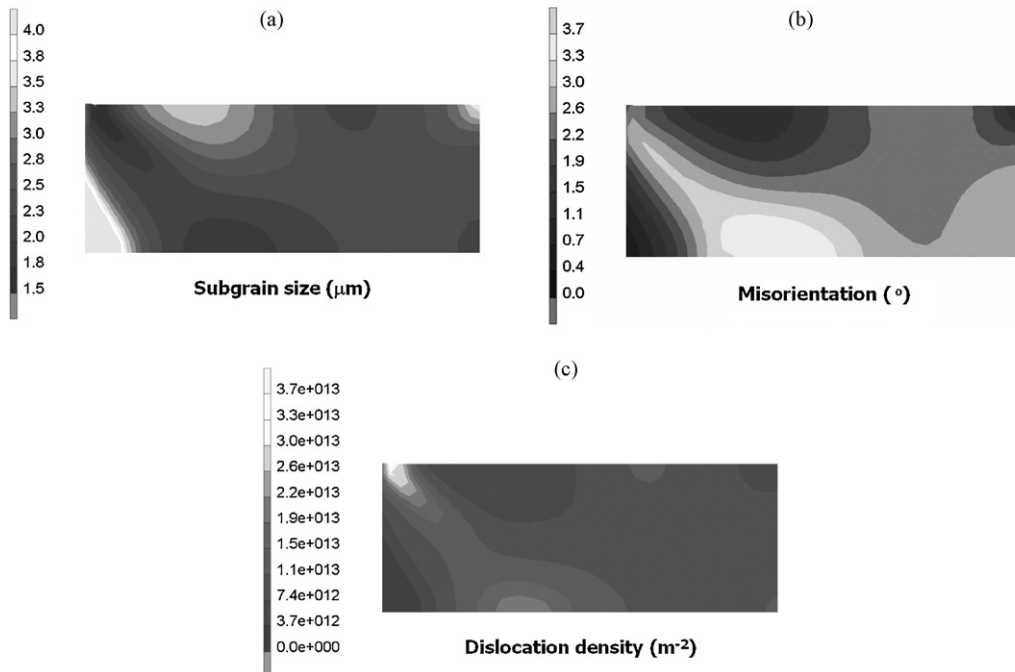 (a)
4.0
3.8
3.5
3.3
3.0
2.8
2.5
2.3
2.0
1.8
1.5
Subgrain size (μm)
(b)
3.7
3.3
3.0
2.6
2.2
1.9
1.5
1.1
0.7
0.4
0.0
Misorientation (°)
(c)
3.7e+013
3.3e+013
3.0e+013
2.6e+013
2.2e+013
1.9e+013
1.5e+013
1.1e+013
7.4e+012
3.7e+012
0.0e+000
Dislocation density (m⁻²)